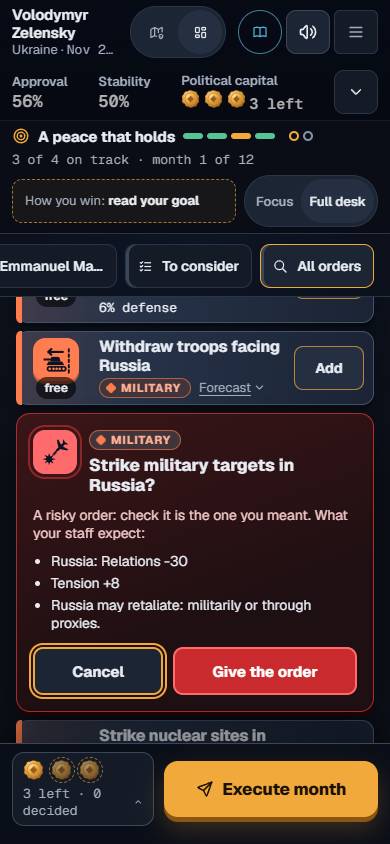 Volodymyr
Zelensky
Ukraine · Nov 2…
Approval
56%
Stability
50%
Political capital
3 left
A peace that holds
3 of 4 on track · month 1 of 12
How you win: read your goal
Focus
Full desk
Emmanuel Ma…
To consider
All orders
free
6% defense
Withdraw troops facing
Russia
free
MILITARY
Forecast
Add
MILITARY
Strike military targets in
Russia?
A risky order: check it is the one you meant. What
your staff expect:
• Russia: Relations -30
• Tension +8
• Russia may retaliate: militarily or through
proxies.
Cancel
Give the order
Strike nuclear sites in
3 left · 0
decided
Execute month